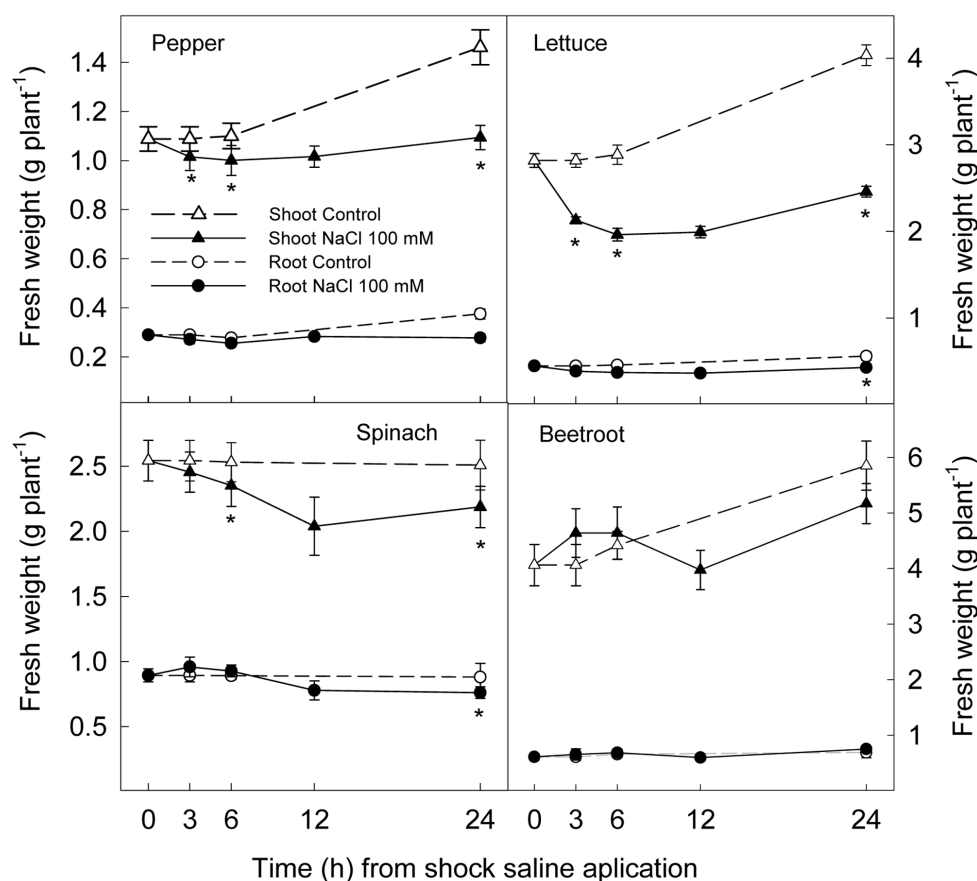 Pepper
Lettuce
Fresh weight (g plant⁻¹)
1.4
1.2
1.0
0.8
0.6
0.4
0.2
* * *
Shoot Control
Shoot NaCl 100 mM
Root Control
Root NaCl 100 mM
4
3
2
1
Fresh weight (g plant⁻¹)
* * *
*
Spinach
Beetroot
Fresh weight (g plant⁻¹)
2.5
2.0
1.5
1.0
0.5
* *
*
6
5
4
3
2
1
Fresh weight (g plant⁻¹)
0 3 6 12 24
0 3 6 12 24
Time (h) from shock saline aplication